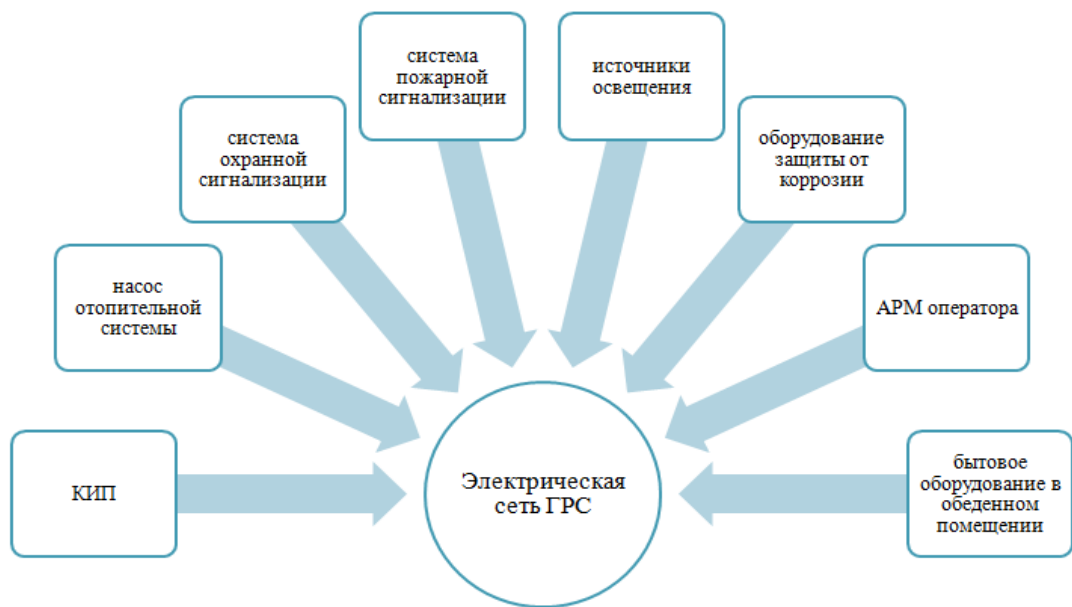 система
пожарной
сигнализации
источники
освещения
система
охранной
сигнализации
оборудование
защиты от
коррозии
насос
отопительной
системы
АРМ оператора
КИП
Электрическая
сеть ГРС
бытовое
оборудование в
обеденном
помещении